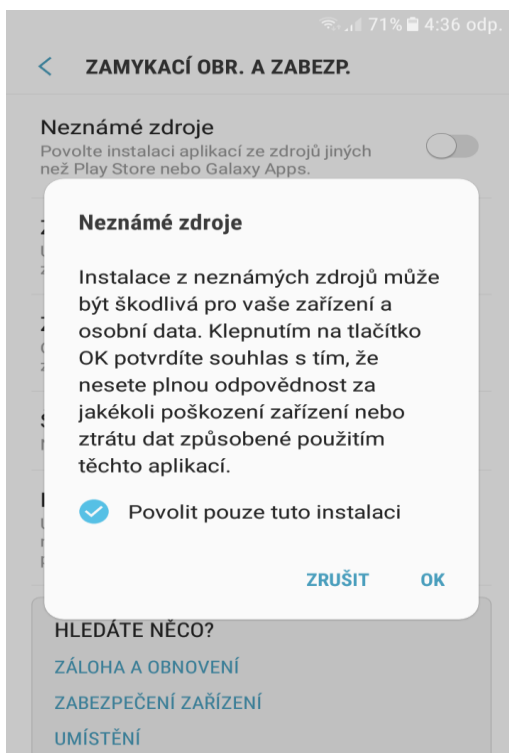 71% 4:36 odp.
ZAMYKACÍ OBR. A ZABEZP.
Neznámé zdroje
Povolte instalaci aplikací ze zdrojů jiných
než Play Store nebo Galaxy Apps.
Neznámé zdroje
Instalace z neznámých zdrojů může
být škodlivá pro vaše zařízení a
osobní data. Klepnutím na tlačítko
OK potvrdíte souhlas s tím, že
nesete plnou odpovědnost za
jakékoli poškození zařízení nebo
ztrátu dat způsobené použitím
těchto aplikací.
Povolit pouze tuto instalaci
ZRUŠIT OK
HLEDÁTE NĚCO?
ZÁLOHA A OBNOVENÍ
ZABEZPEČENÍ ZAŘÍZENÍ
UMÍSTĚNÍ